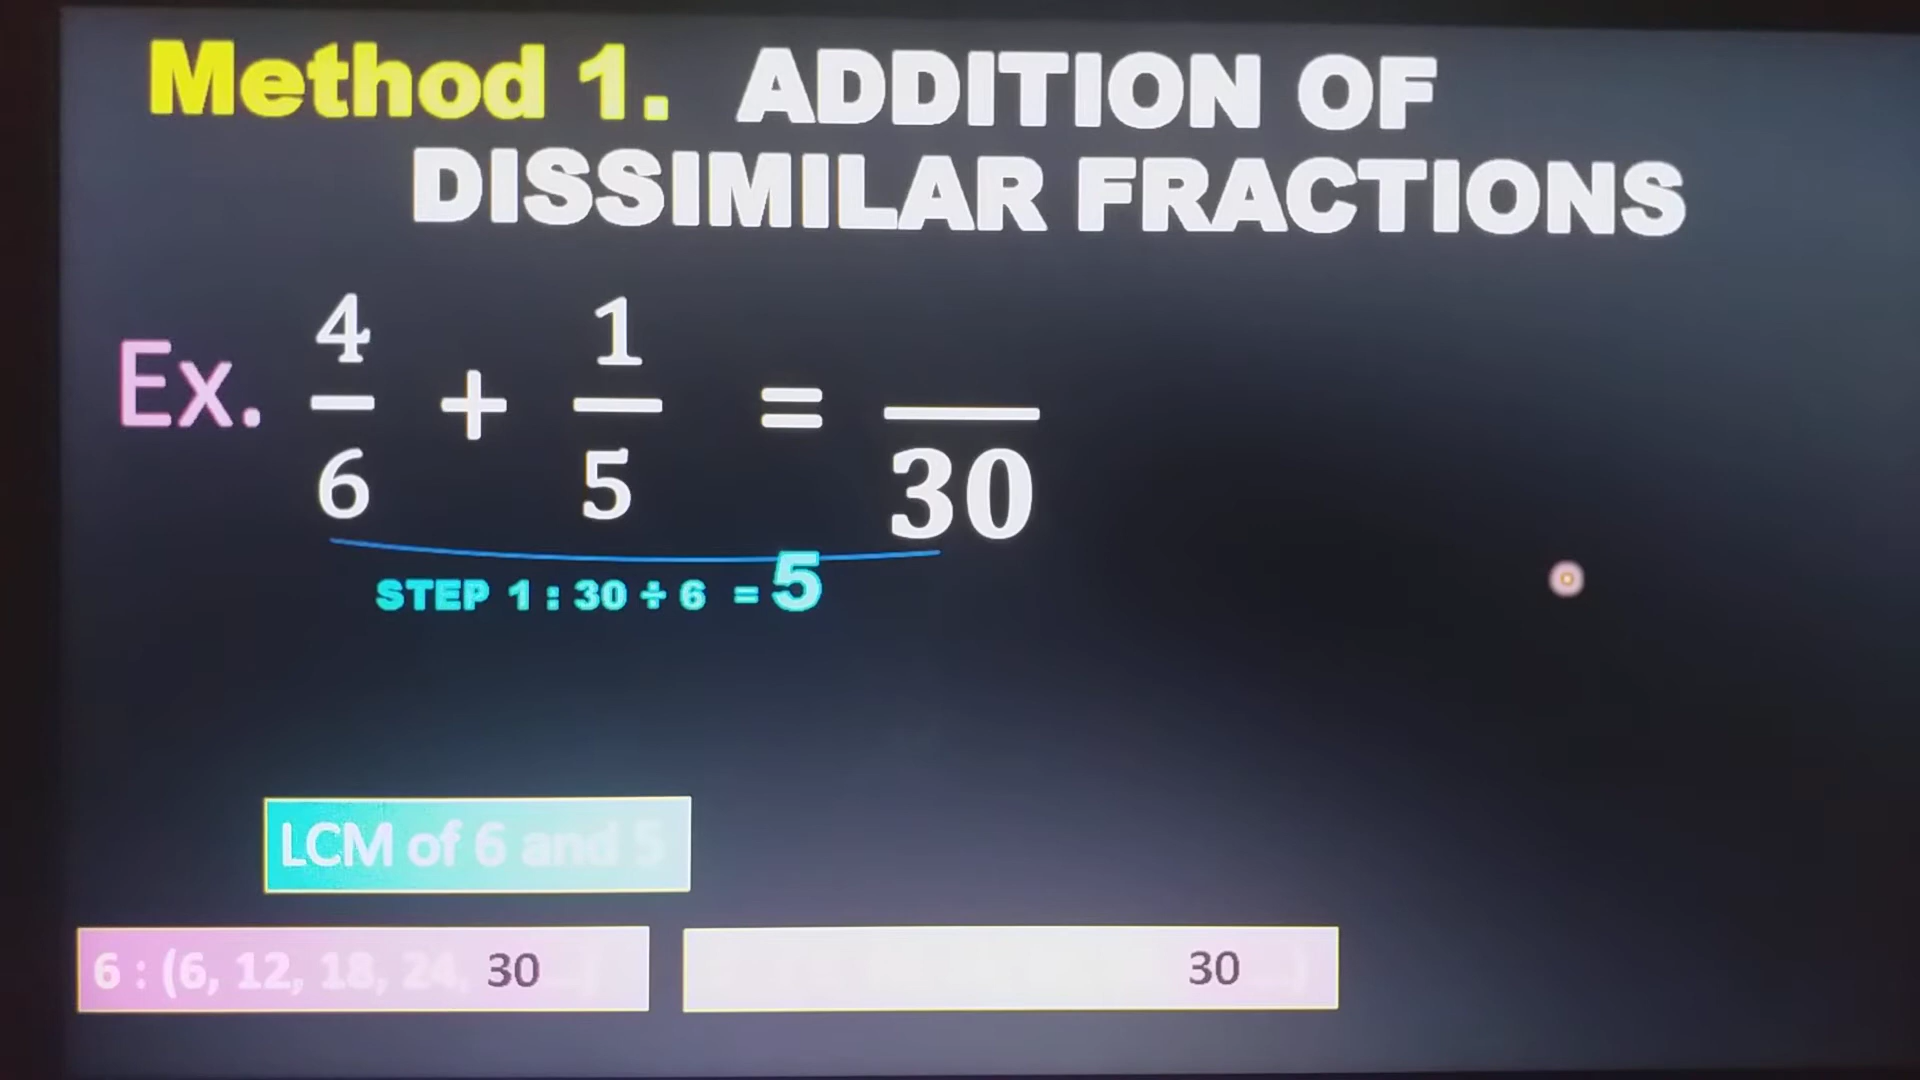 Method 1. ADDITION OF
DISSIMILAR FRACTIONS
Ex. 4/6 + 1/5 = /30
STEP 1 : 30 ÷ 6 = 5
LCM of 6 and 5
6 : (6, 12, 18, 24, 30 ...)
30 ...)